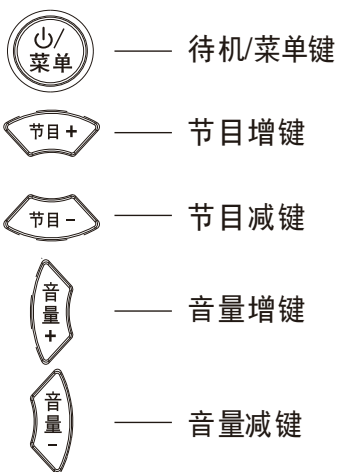 ⏻/
菜单
待机/菜单键
节目+
节目增键
节目-
节目减键
音
量
+
音量增键
音
量
-
音量减键